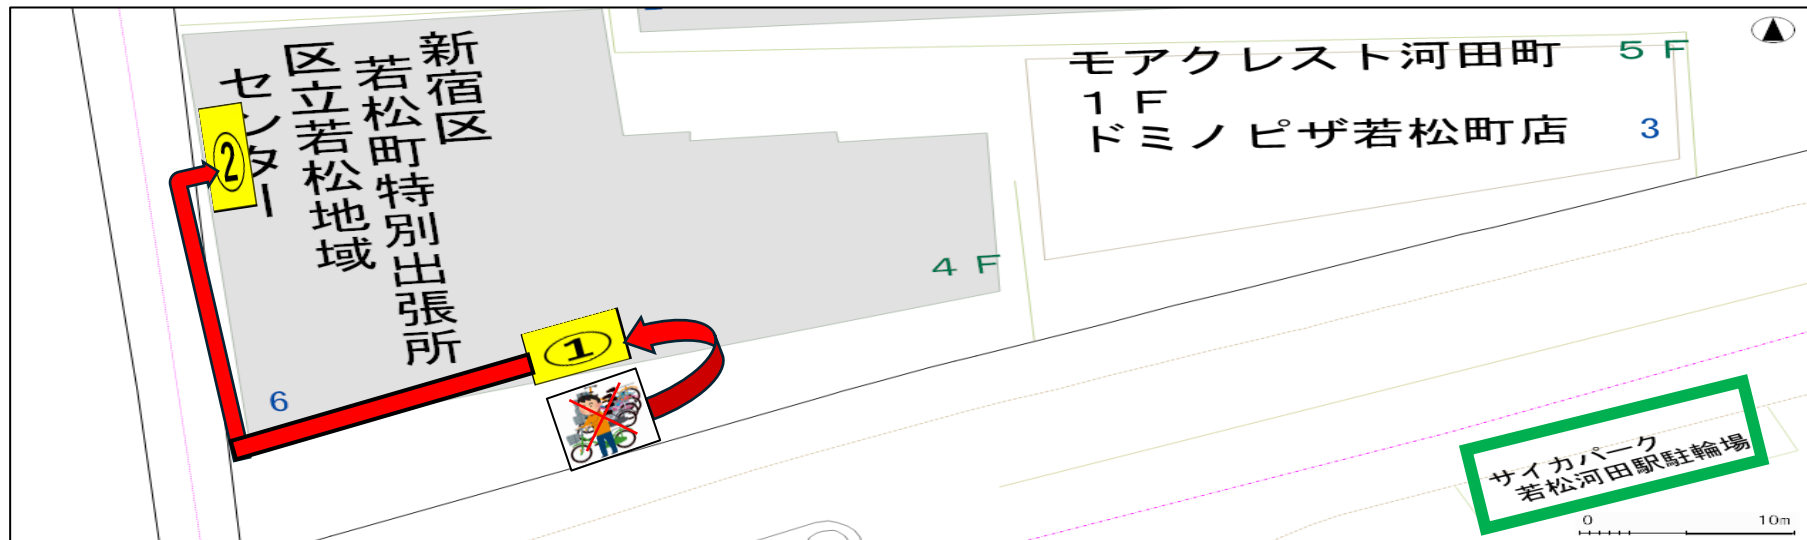 新宿区
若松町特別出張所
区立若松地域
センター
②
①
6
4F
モアクレスト河田町
1F
ドミノピザ若松町店
5F
3
サイカパーク
若松河田駅駐輪場
0 10m